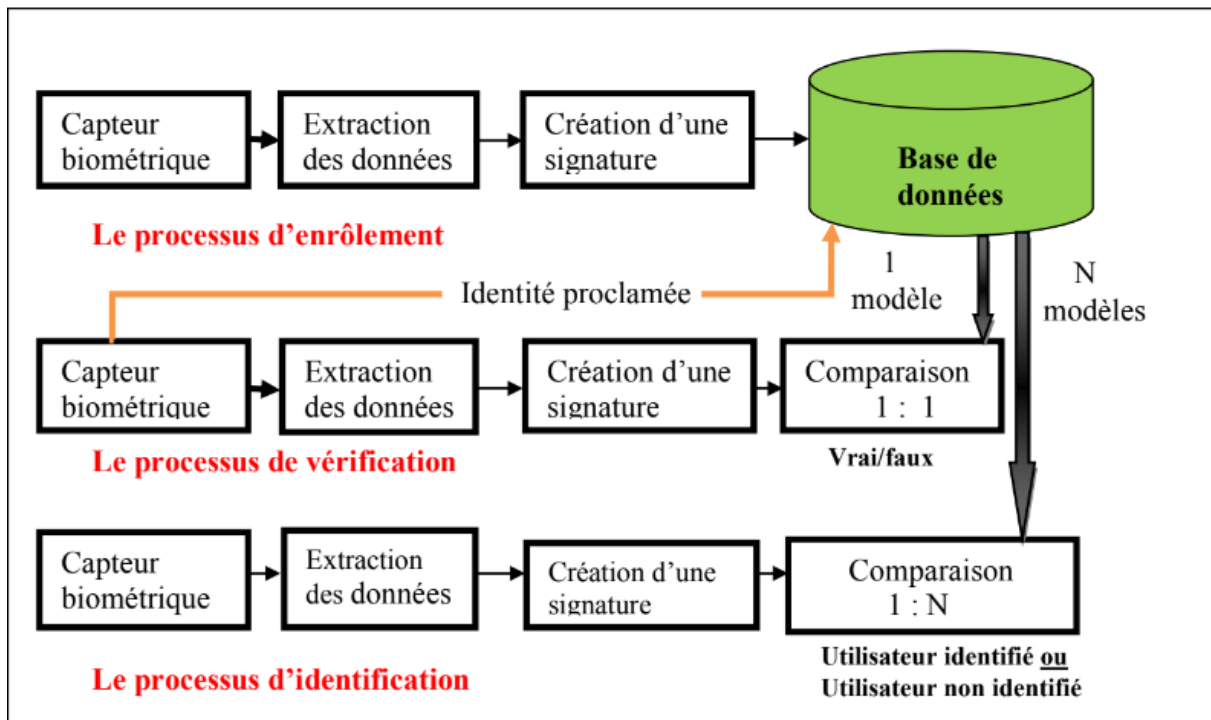 Capteur
biométrique
Extraction
des données
Création d’une
signature
Base de
données
Le processus d’enrôlement
Identité proclamée
1
modèle
N
modèles
Capteur
biométrique
Extraction
des données
Création d’une
signature
Comparaison
1 : 1
Le processus de vérification
Vrai/faux
Capteur
biométrique
Extraction
des données
Création d’une
signature
Comparaison
1 : N
Le processus d’identification
Utilisateur identifié ou
Utilisateur non identifié